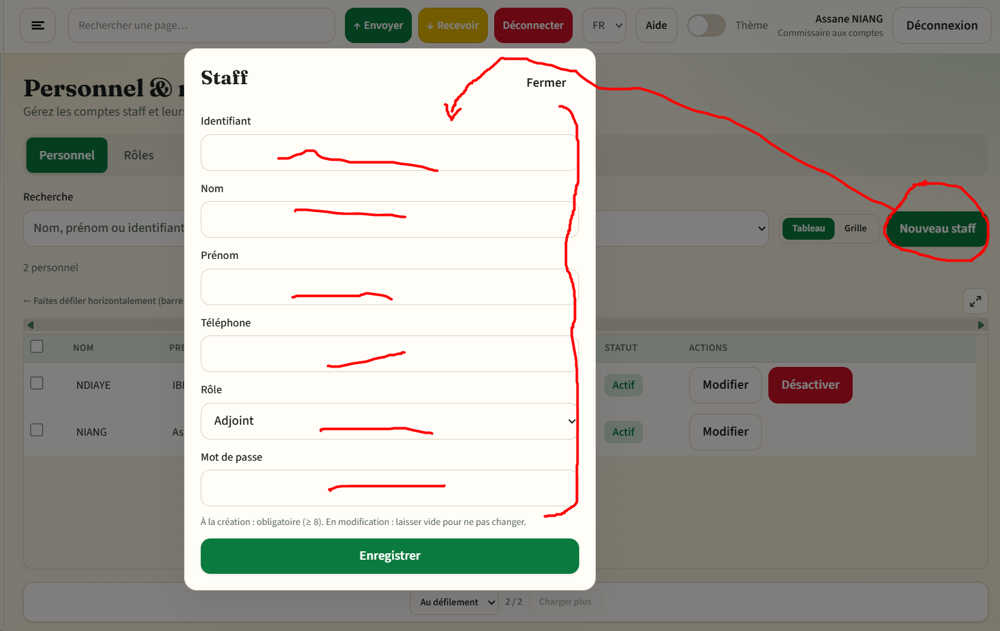 Rechercher une page…
↑ Envoyer
↓ Recevoir
Déconnecter
FR
Aide
Thème
Assane NIANG
Commissaire aux comptes
Déconnexion
Personnel &
Gérez les comptes staff et leurs
Personnel
Rôles
Recherche
Nom, prénom ou identifiant
Tableau
Grille
Nouveau staff
2 personnel
← Faites défiler horizontalement (barre
NOM
PRE
STATUT
ACTIONS
NDIAYE
Actif
Modifier
Désactiver
NIANG
As
Actif
Modifier
Au défilement
2 / 2
Charger plus
Staff
Fermer
Identifiant
Nom
Prénom
Téléphone
Rôle
Adjoint
Mot de passe
À la création : obligatoire (≥ 8). En modification : laisser vide pour ne pas changer.
Enregistrer